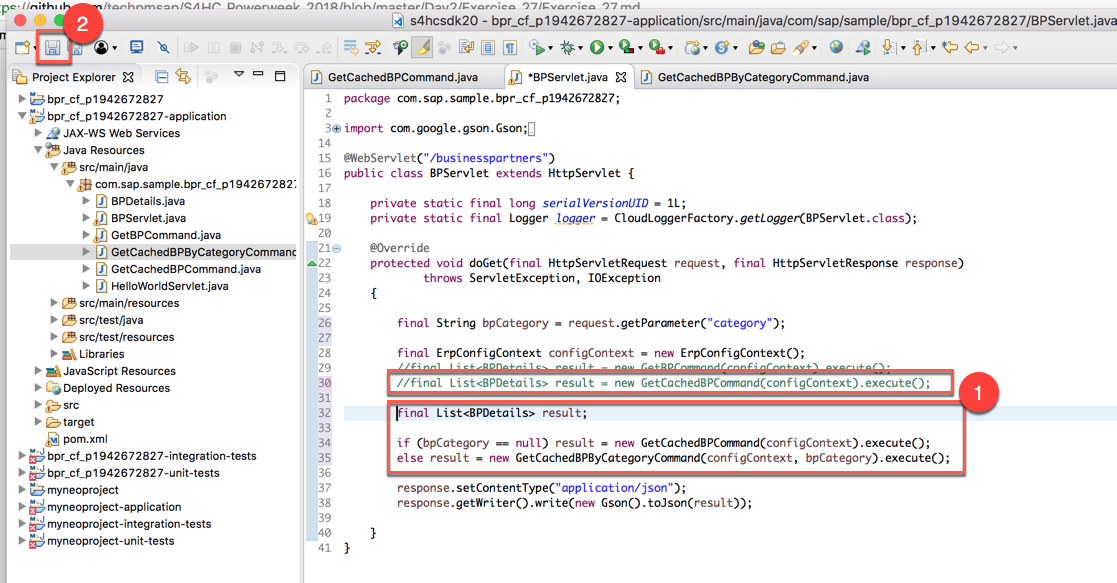 ps://github.com/techpmsap/S4HC_Powerweek_2018/blob/master/Day2/Exercise_27/Exercise_27.md
2
s4hcsdk20 - bpr_cf_p1942672827-application/src/main/java/com/sap/sample/bpr_cf_p1942672827/BPServlet.java
Project Explorer
GetCachedBPCommand.java
*BPServlet.java
GetCachedBPByCategoryCommand.java
bpr_cf_p1942672827
bpr_cf_p1942672827-application
JAX-WS Web Services
Java Resources
src/main/java
com.sap.sample.bpr_cf_p194267282
BPDetails.java
BPServlet.java
GetBPCommand.java
GetCachedBPByCategoryCommand
GetCachedBPCommand.java
HelloWorldServlet.java
src/main/resources
src/test/java
src/test/resources
Libraries
JavaScript Resources
Deployed Resources
src
target
pom.xml
bpr_cf_p1942672827-integration-tests
bpr_cf_p1942672827-unit-tests
myneoproject
myneoproject-application
myneoproject-integration-tests
myneoproject-unit-tests
1 package com.sap.sample.bpr_cf_p1942672827;
2
3 import com.google.gson.Gson;
14
15 @WebServlet("/businesspartners")
16 public class BPServlet extends HttpServlet {
17
18 private static final long serialVersionUID = 1L;
19 private static final Logger logger = CloudLoggerFactory.getLogger(BPServlet.class);
20
21 @Override
22 protected void doGet(final HttpServletRequest request, final HttpServletResponse response)
23 throws ServletException, IOException
24 {
25
26 final String bpCategory = request.getParameter("category");
27
28 final ErpConfigContext configContext = new ErpConfigContext();
29 //final List<BPDetails> result = new GetBPCommand(configContext).execute();
30 //final List<BPDetails> result = new GetCachedBPCommand(configContext).execute();
31
32 final List<BPDetails> result;
33
34 if (bpCategory == null) result = new GetCachedBPCommand(configContext).execute();
35 else result = new GetCachedBPByCategoryCommand(configContext, bpCategory).execute();
36
37 response.setContentType("application/json");
38 response.getWriter().write(new Gson().toJson(result));
39
40 }
41 }
1